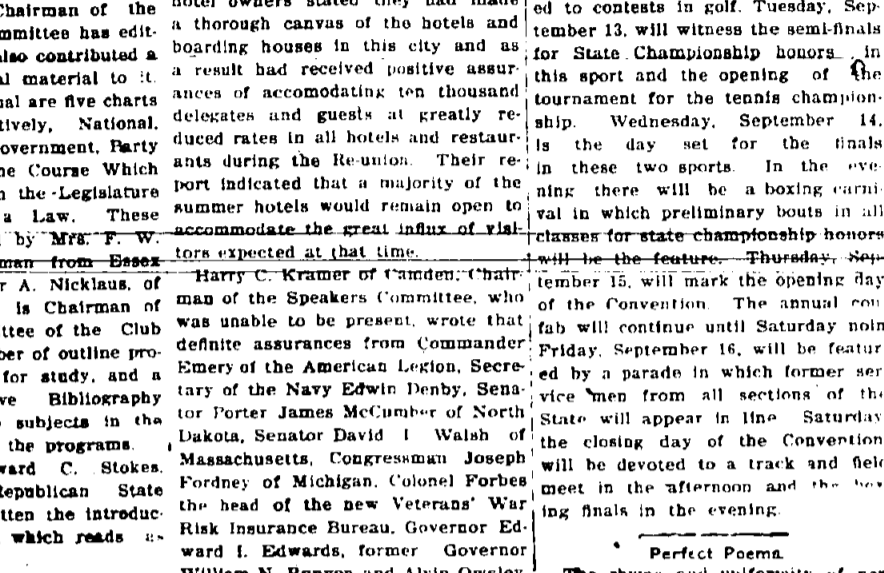 Chairman of the
mmittee has edit-
also contributed a
al material to it.
nal are five charts
tively, National,
overnment, Party
he Course Which
n the Legislature
a Law. These
by Mrs. F. W.
man from Essex
r A. Nicklaus, of
is Chairman of
ttee of the Club
ber of outline pro-
for study, and a
ve Bibliography
subjects in the
the programs.
ward C. Stokes,
Republican State
tten the introduc-
which reads as
hotel owners stated they had made
a thorough canvas of the hotels and
boarding houses in this city and as
a result had received positive assur-
ances of accomodating ten thousand
delegates and guests at greatly re-
duced rates in all hotels and restaur-
ants during the Re-union. Their re-
port indicated that a majority of the
summer hotels would remain open to
accommodate the great influx of visi-
tors expected at that time.
Harry C. Kramer of Camden, Chair-
man of the Speakers Committee, who
was unable to be present, wrote that
definite assurances from Commander
Emery of the American Legion, Secre-
tary of the Navy Edwin Denby, Sena-
tor Porter James McCumber of North
Dakota, Senator David I Walsh of
Massachusetts, Congressman Joseph
Fordney of Michigan, Colonel Forbes
the head of the new Veterans' War
Risk Insurance Bureau, Governor Ed-
ward I. Edwards, former Governor
William N. Runyon and Alvin Owsley
ed to contests in golf. Tuesday, Sep-
tember 13, will witness the semi-finals
for State Championship honors in
this sport and the opening of the
tournament for the tennis champion-
ship. Wednesday, September 14,
is the day set for the finals
in these two sports. In the eve-
ning there will be a boxing carni-
val in which preliminary bouts in all
classes for state championship honors
will be the feature. Thursday, Sep-
tember 15, will mark the opening day
of the Convention. The annual con-
fab will continue until Saturday noin
Friday, September 16, will be featur
ed by a parade in which former ser
vice men from all sections of the
State will appear in line Saturday
the closing day of the Convention
will be devoted to a track and field
meet in the afternoon and the box
ing finals in the evening.
Perfect Poema